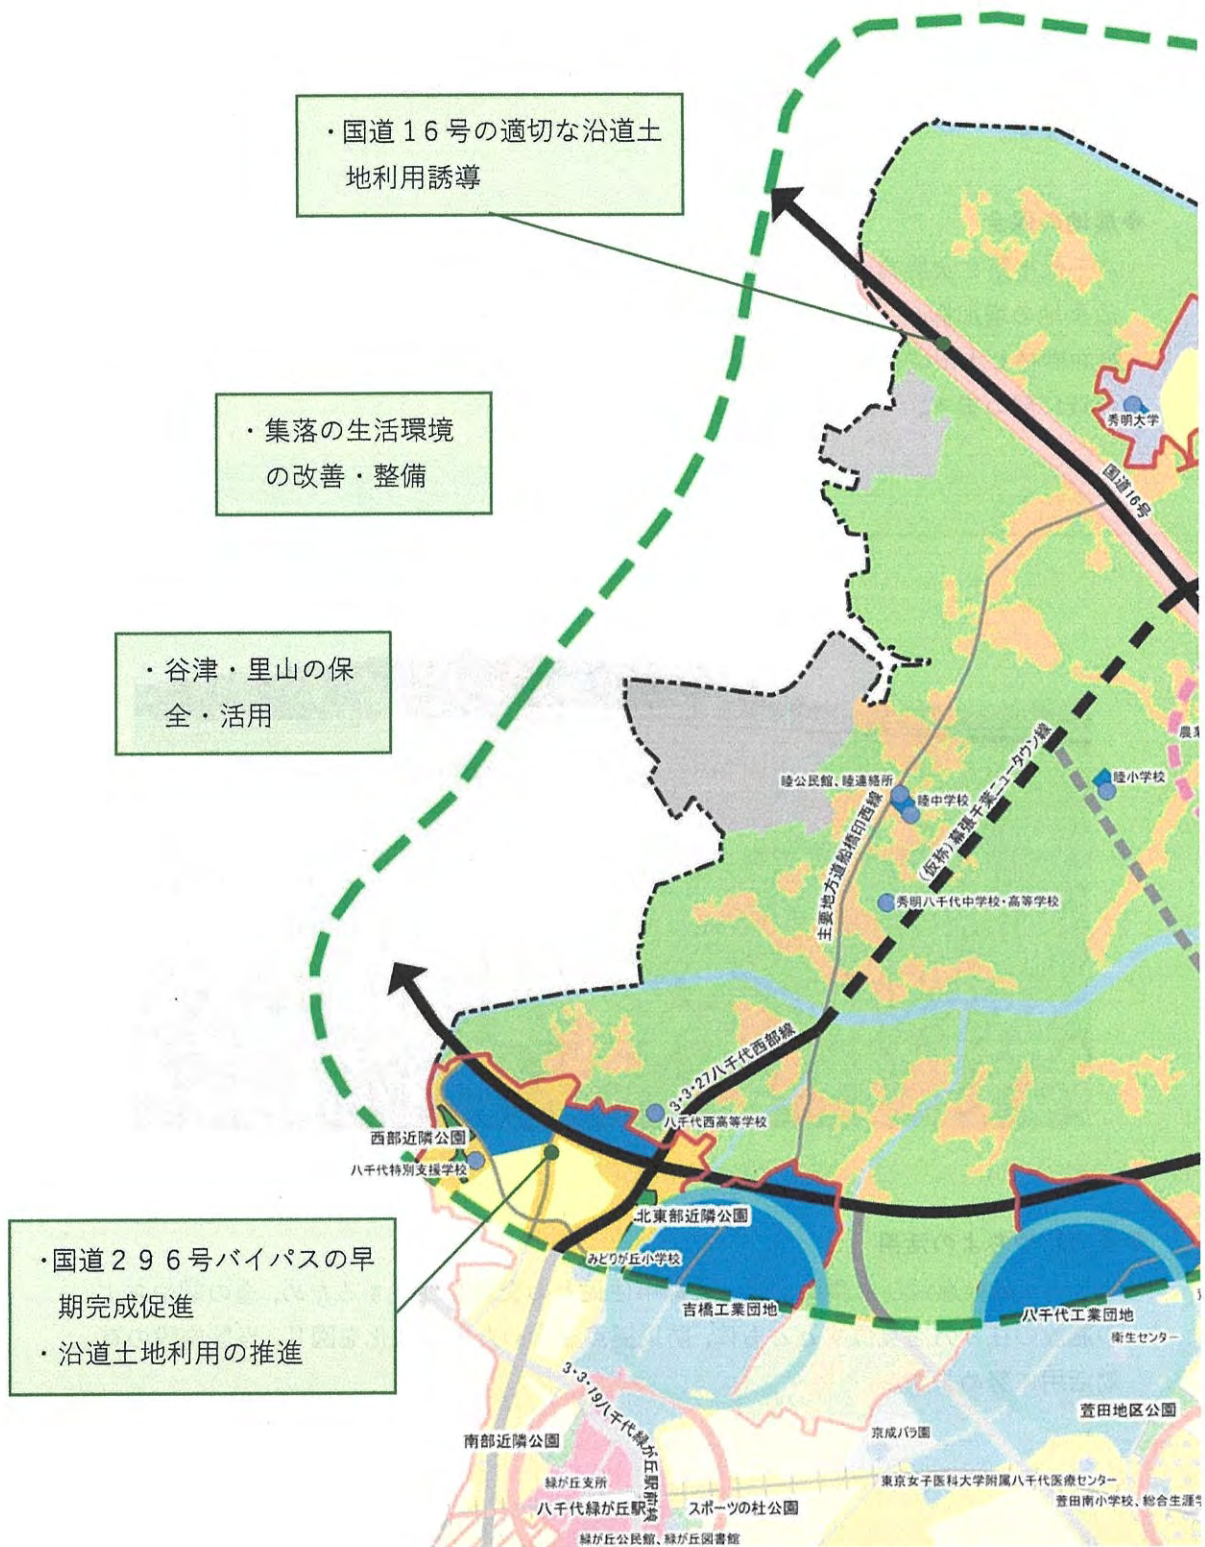 ・国道16号の適切な沿道土
地利用誘導
秀明大学
・集落の生活環境
の改善・整備
国道16号
・谷津・里山の保
全・活用
睦公民館、睦連絡所
睦中学校
睦小学校
(仮称)幕張千葉ニュータウン線
主要地方道船橋印西線
秀明八千代中学校・高等学校
3・3・27八千代西部線
八千代西高等学校
西部近隣公園
八千代特別支援学校
北東部近隣公園
みどりが丘小学校
・国道296号バイパスの早
期完成促進
・沿道土地利用の推進
吉橋工業団地
八千代工業団地
衛生センター
3・3・19八千代緑が丘駅前線
萱田地区公園
南部近隣公園
京成バラ園
緑が丘支所
東京女子医科大学附属八千代医療センター
八千代緑が丘駅
スポーツの杜公園
萱田南小学校、総合生涯学
緑が丘公民館、緑が丘図書館